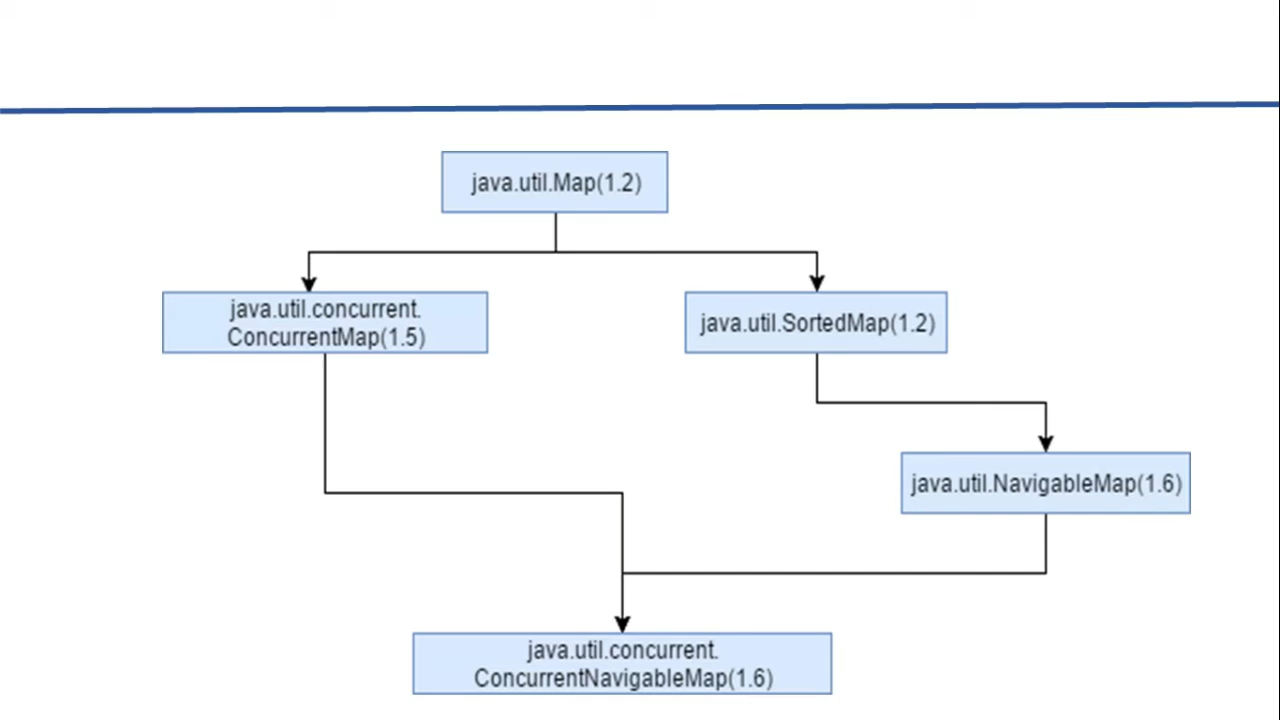 java.util.Map(1.2)
java.util.concurrent.
ConcurrentMap(1.5)
java.util.SortedMap(1.2)
java.util.NavigableMap(1.6)
java.util.concurrent.
ConcurrentNavigableMap(1.6)